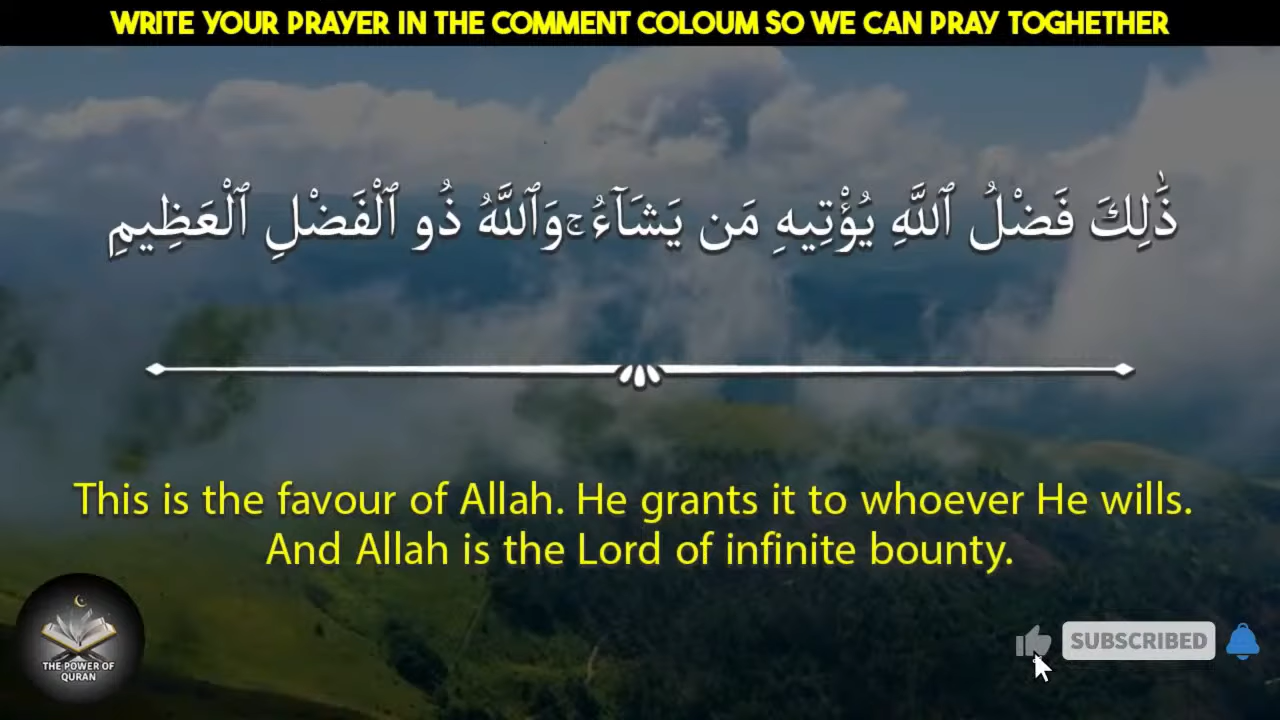 WRITE YOUR PRAYER IN THE COMMENT COLOUM SO WE CAN PRAY TOGHETHER
ذَٰلِكَ فَضْلُ ٱللَّهِ يُؤْتِيهِ مَن يَشَآءُ ۚ وَٱللَّهُ ذُو ٱلْفَضْلِ ٱلْعَظِيمِ
This is the favour of Allah. He grants it to whoever He wills.
And Allah is the Lord of infinite bounty.
THE POWER OF
QURAN
SUBSCRIBED